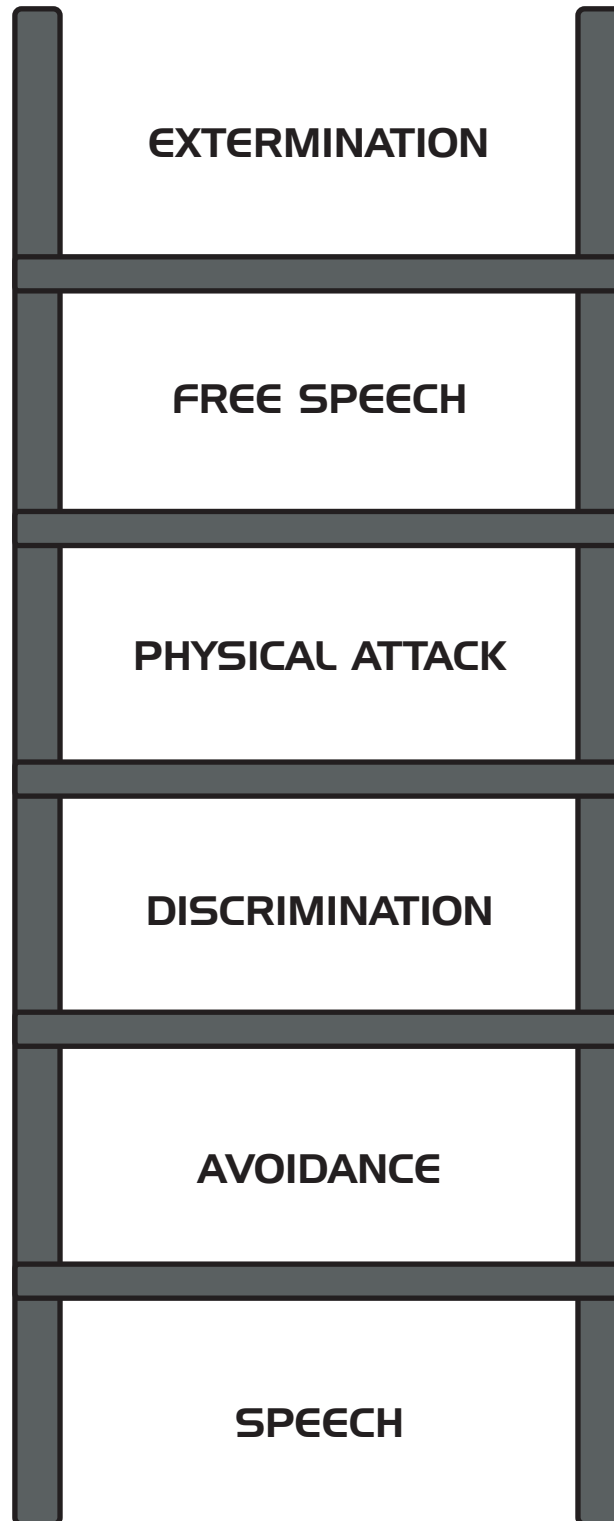 EXTERMINATION
FREE SPEECH
PHYSICAL ATTACK
DISCRIMINATION
AVOIDANCE
SPEECH